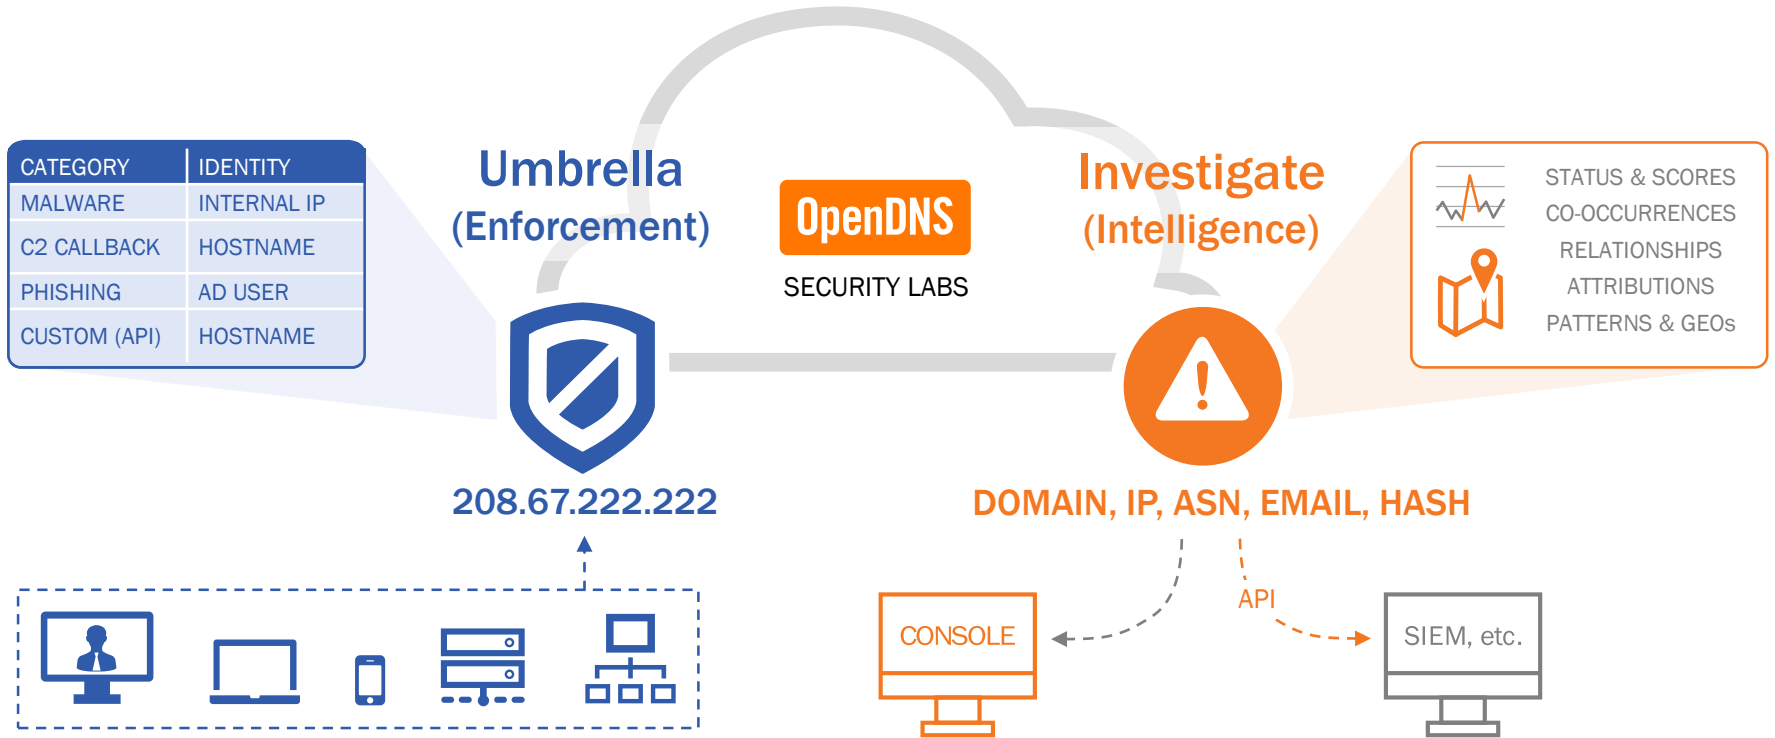 CATEGORY IDENTITY
MALWARE INTERNAL IP
C2 CALLBACK HOSTNAME
PHISHING AD USER
CUSTOM (API) HOSTNAME
Umbrella
(Enforcement)
OpenDNS
SECURITY LABS
Investigate
(Intelligence)
STATUS & SCORES
CO-OCCURRENCES
RELATIONSHIPS
ATTRIBUTIONS
PATTERNS & GEOs
208.67.222.222
DOMAIN, IP, ASN, EMAIL, HASH
API
CONSOLE
SIEM, etc.